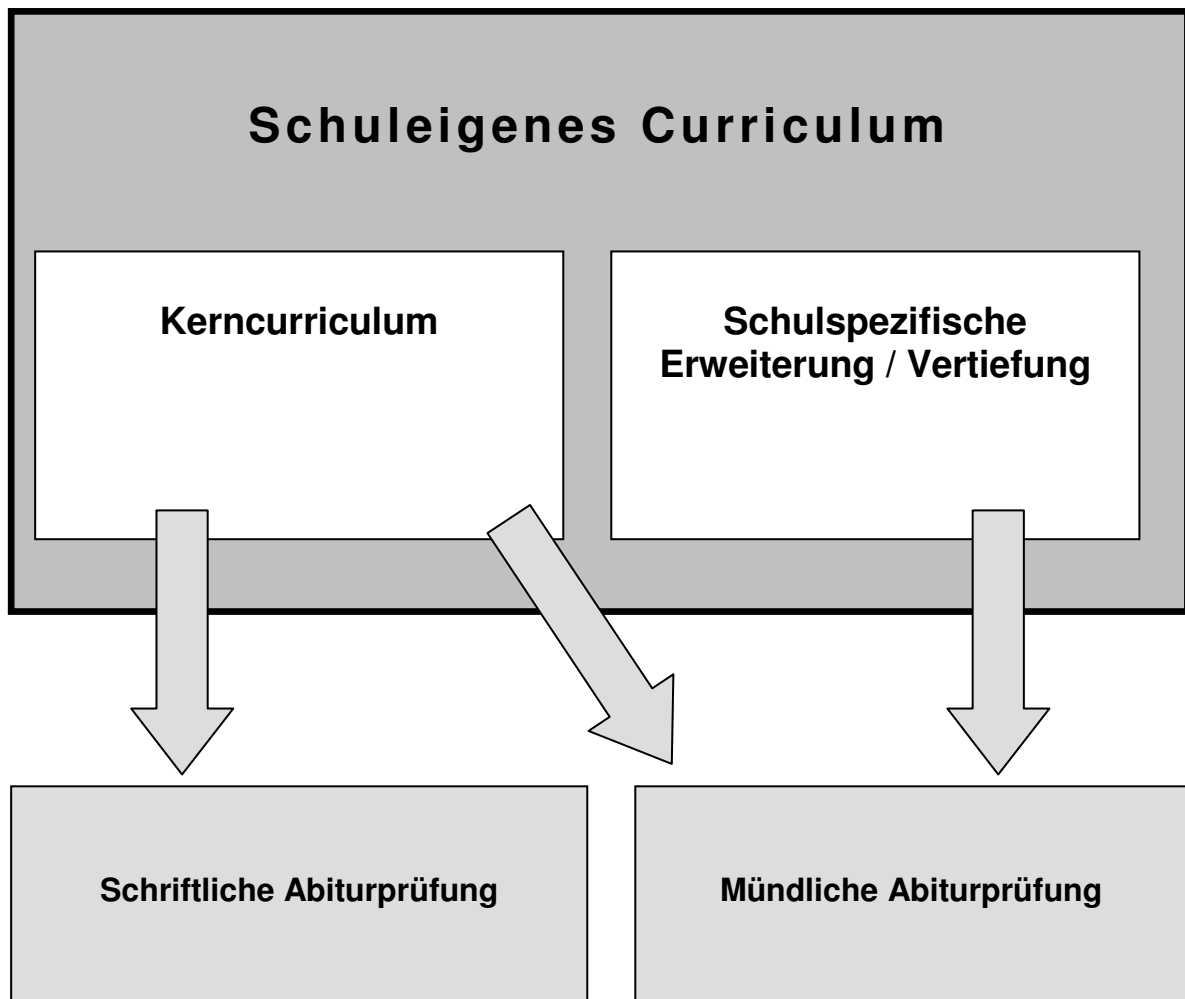 Schuleigenes Curriculum
Kerncurriculum
Schulspezifische
Erweiterung / Vertiefung
Schriftliche Abiturprüfung
Mündliche Abiturprüfung